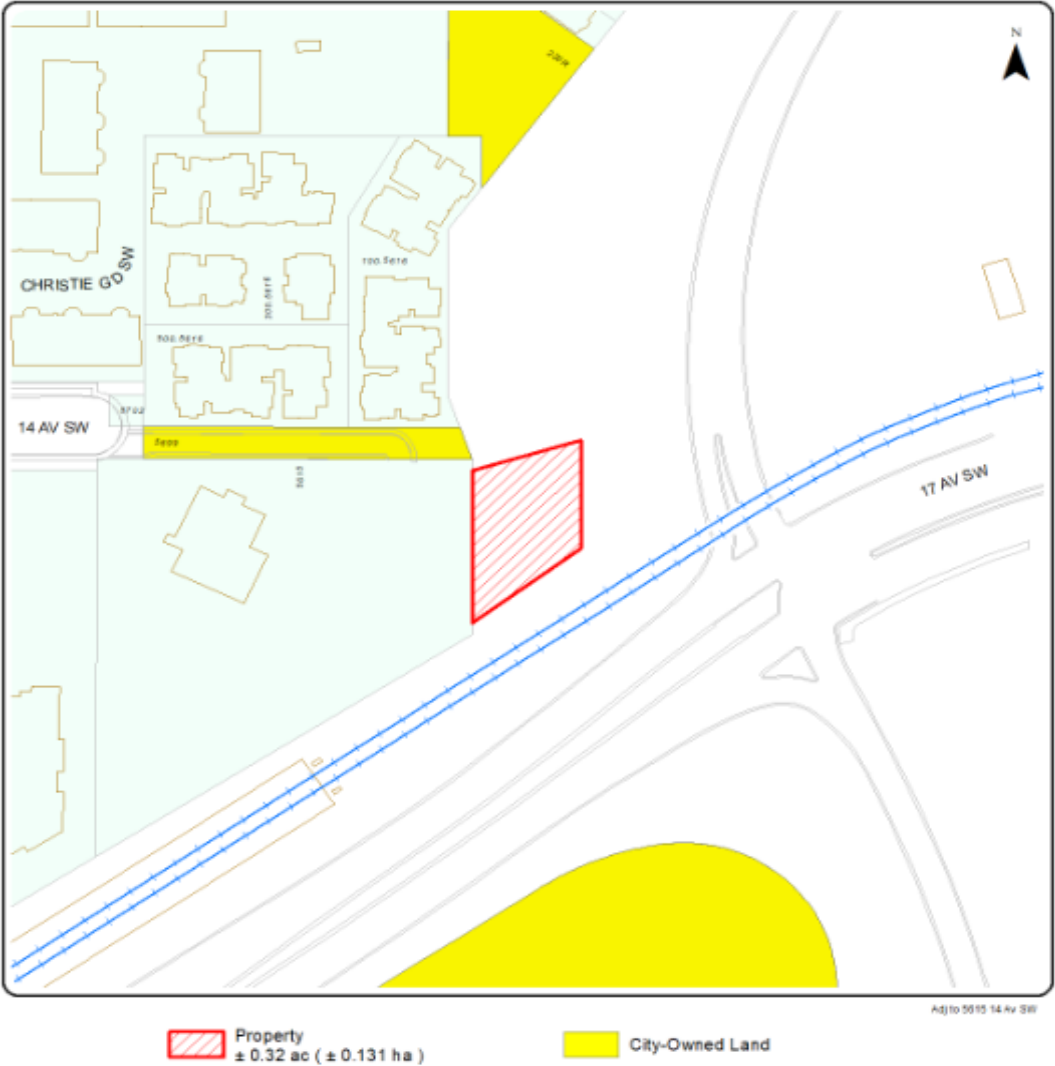 N
CHRISTIE GD SW
14 AV SW
5615
17 AV SW
Adj to 5615 14 Av SW
Property
± 0.32 ac ( ± 0.131 ha )
City-Owned Land